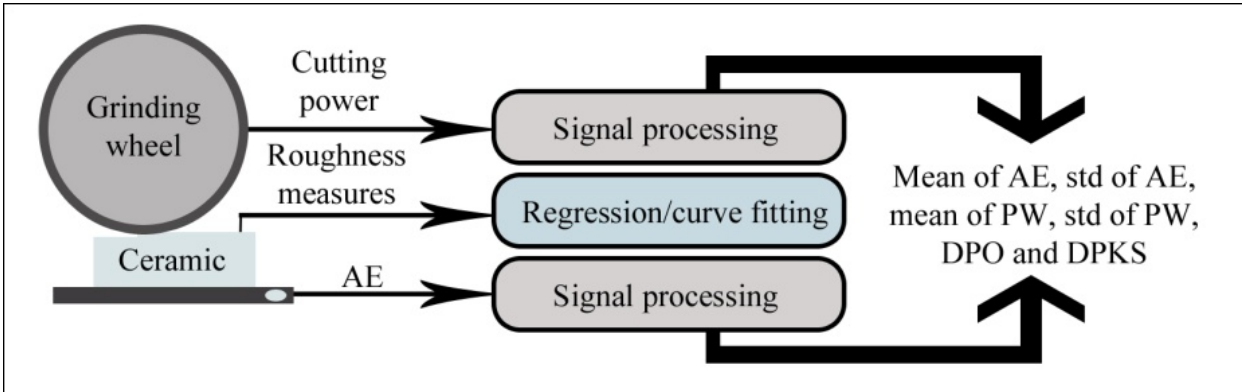 Grinding
wheel
Cutting
power
Signal processing
Roughness
measures
Regression/curve fitting
Ceramic
AE
Signal processing
Mean of AE, std of AE,
mean of PW, std of PW,
DPO and DPKS